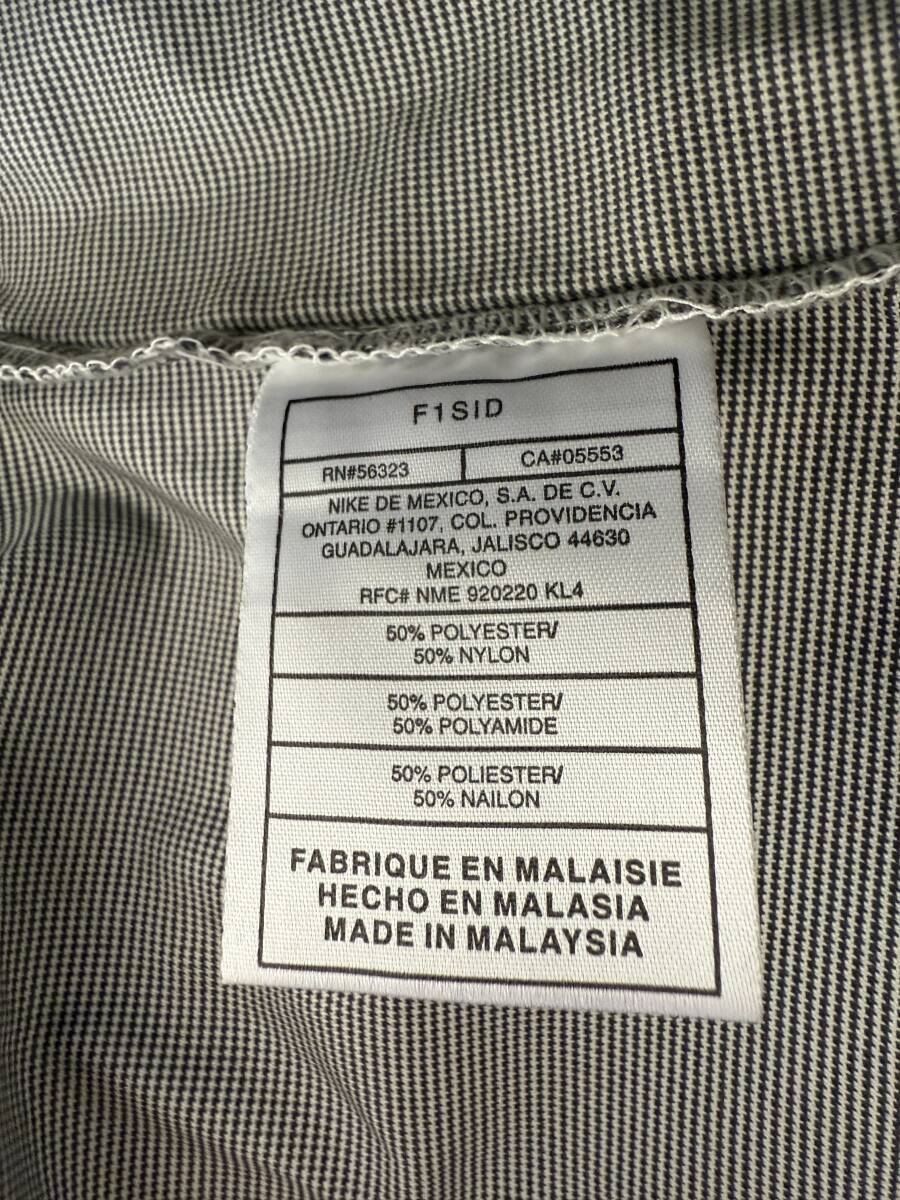 F1SID
RN#56323 CA#05553
NIKE DE MEXICO, S.A. DE C.V.
ONTARIO #1107, COL. PROVIDENCIA
GUADALAJARA, JALISCO 44630
MEXICO
RFC# NME 920220 KL4
50% POLYESTER/
50% NYLON
50% POLYESTER/
50% POLYAMIDE
50% POLIESTER/
50% NAILON
FABRIQUE EN MALAISIE
HECHO EN MALASIA
MADE IN MALAYSIA